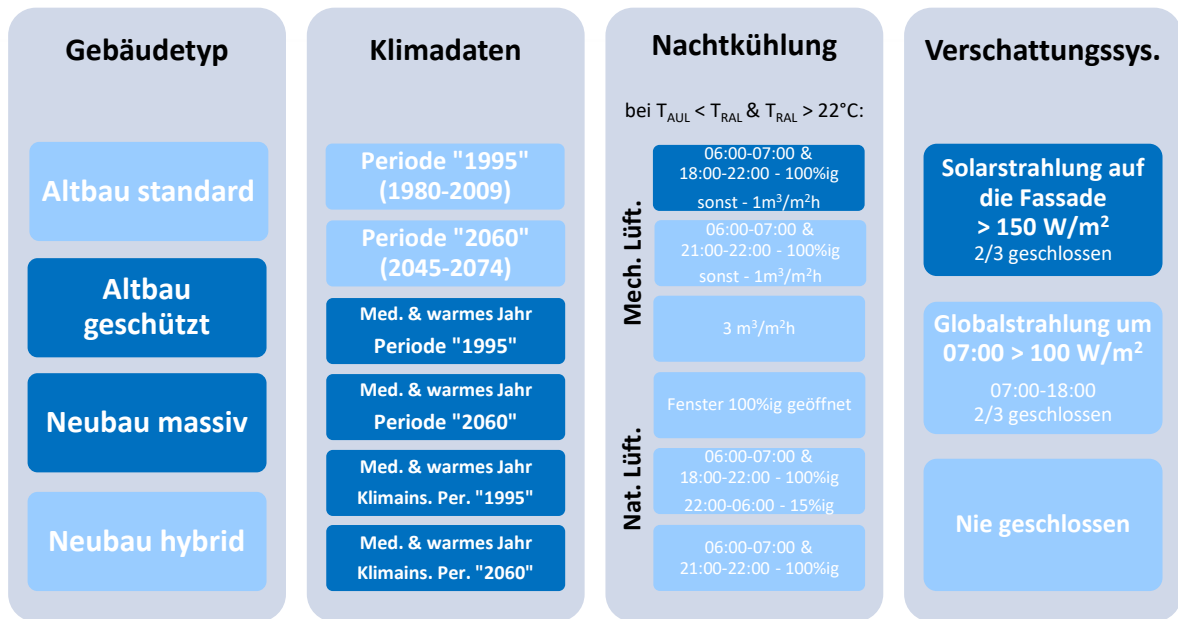 Gebäudetyp
Altbau standard
Altbau
geschützt
Neubau massiv
Neubau hybrid
Klimadaten
Periode "1995"
(1980-2009)
Periode "2060"
(2045-2074)
Med. & warmes Jahr
Periode "1995"
Med. & warmes Jahr
Periode "2060"
Med. & warmes Jahr
Klimains. Per. "1995"
Med. & warmes Jahr
Klimains. Per. "2060"
Nachtkühlung
bei T_AUL < T_RAL & T_RAL > 22°C:
Mech. Lüft.
06:00-07:00 &
18:00-22:00 - 100%ig
sonst - 1m³/m²h
06:00-07:00 &
21:00-22:00 - 100%ig
sonst - 1m³/m²h
3 m³/m²h
Nat. Lüft.
Fenster 100%ig geöffnet
06:00-07:00 &
18:00-22:00 - 100%ig
22:00-06:00 - 15%ig
06:00-07:00 &
21:00-22:00 - 100%ig
Verschattungssys.
Solarstrahlung auf
die Fassade
> 150 W/m²
2/3 geschlossen
Globalstrahlung um
07:00 > 100 W/m²
07:00-18:00
2/3 geschlossen
Nie geschlossen